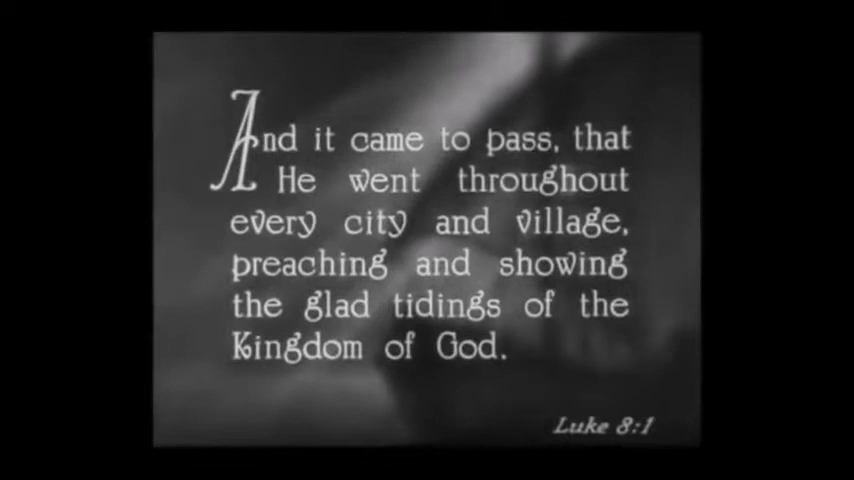 And it came to pass, that
He went throughout
every city and village,
preaching and showing
the glad tidings of the
Kingdom of God.
Luke 8:1